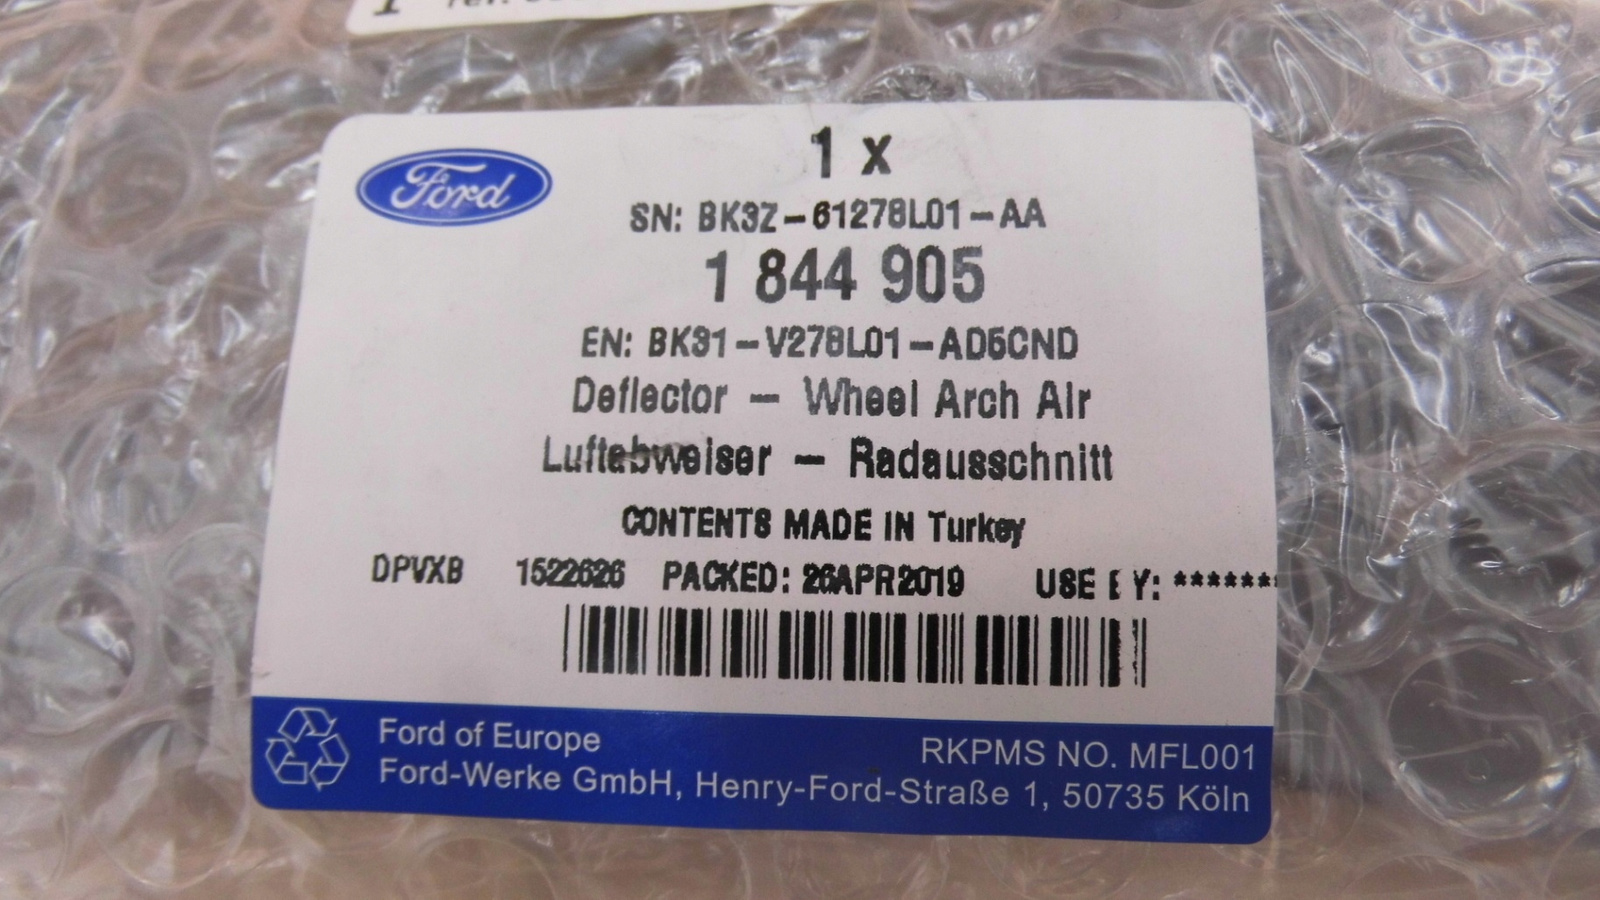 Ford
1 x
SN: BK3Z-61278L01-AA
1 844 905
EN: BK31-V278L01-AD5CND
Deflector - Wheel Arch Air
Luftabweiser - Radausschnitt
CONTENTS MADE IN Turkey
DPVXB 1522626 PACKED: 26APR2019 USE BY: *******
Ford of Europe
RKPMS NO. MFL001
Ford-Werke GmbH, Henry-Ford-Straße 1, 50735 Köln